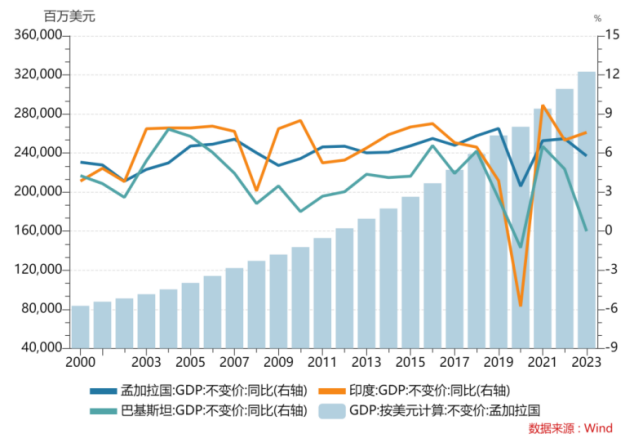 百万美元 %
360,000 15
320,000 12
280,000 9
240,000 6
200,000 3
160,000 0
120,000 -3
80,000 -6
40,000 -9
2000 2003 2005 2007 2009 2011 2013 2015 2017 2019 2021 2023
孟加拉国:GDP:不变价:同比(右轴) 印度:GDP:不变价:同比(右轴)
巴基斯坦:GDP:不变价:同比(右轴) GDP:按美元计算:不变价:孟加拉国
数据来源：Wind